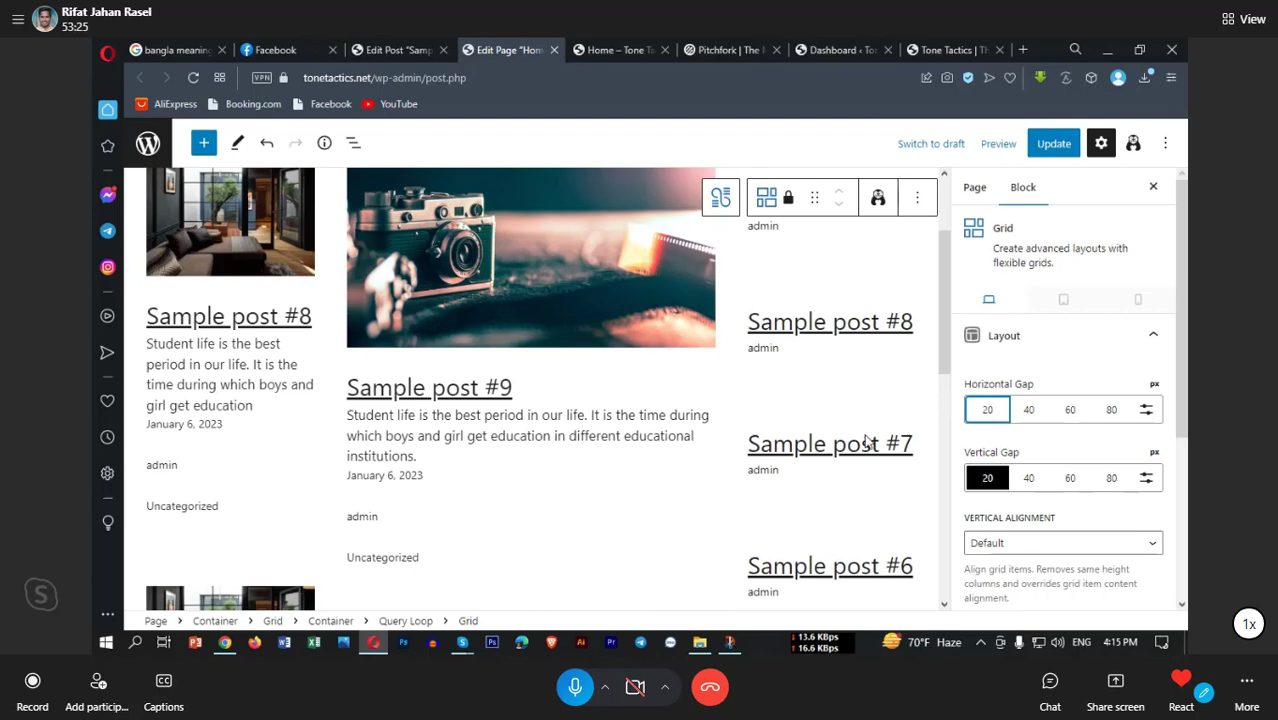 Rifat Jahan Rasel
53:25
View
bangla meaning
Facebook
Edit Post "Samp
Edit Page "Hom
Home – Tone Ta
Pitchfork | The M
Dashboard ‹ Ton
Tone Tactics | Th
VPN
tonetactics.net/wp-admin/post.php
AliExpress
Booking.com
Facebook
YouTube
Switch to draft
Preview
Update
Page
Block
Grid
Create advanced layouts with
flexible grids.
Layout
Horizontal Gap
px
20
40
60
80
Vertical Gap
px
20
40
60
80
VERTICAL ALIGNMENT
Default
Align grid items. Removes same height
columns and overrides grid item content
alignment.
Sample post #8
Student life is the best
period in our life. It is the
time during which boys and
girl get education
January 6, 2023
admin
Uncategorized
Sample post #9
Student life is the best period in our life. It is the time during
which boys and girl get education in different educational
institutions.
January 6, 2023
admin
Uncategorized
admin
Sample post #8
admin
Sample post #7
admin
Sample post #6
admin
Page
Container
Grid
Container
Query Loop
Grid
13.6 KBps
16.6 KBps
70°F Haze
ENG
4:15 PM
1x
Record
Add particip...
Captions
Chat
Share screen
React
More